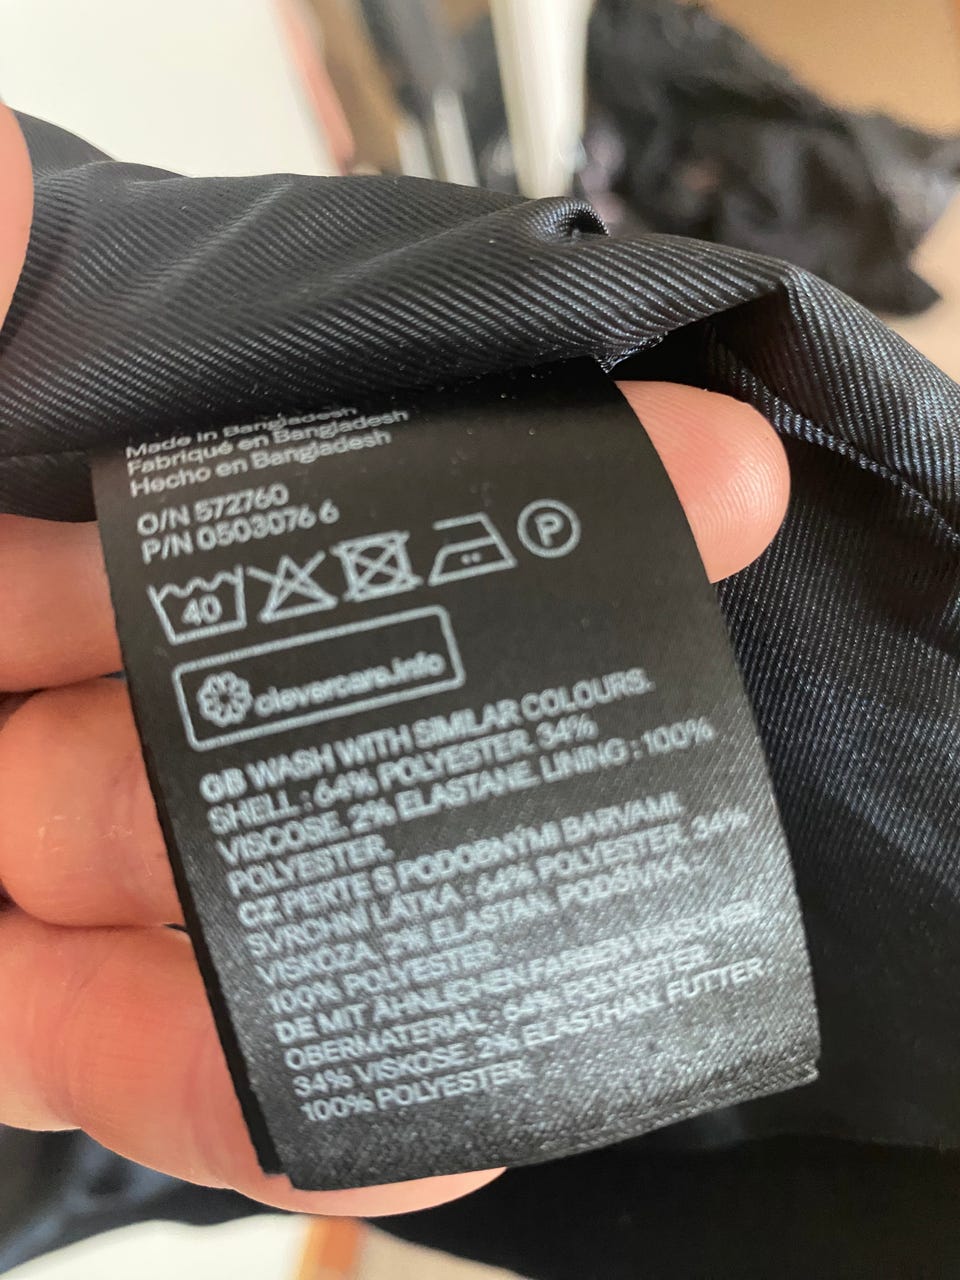 Made in Bangladesh
Fabriqué en Bangladesh
Hecho en Bangladesh
O/N 572760
P/N 0503076 6
40 P
clevercare.info
GB WASH WITH SIMILAR COLOURS.
SHELL : 64% POLYESTER. 34%
VISCOSE. 2% ELASTANE. LINING : 100%
POLYESTER.
CZ PERTE S PODOBNÝMI BARVAMI.
SVRCHNÍ LÁTKA : 64% POLYESTER. 34%
VISKOZA. 2% ELASTAN. PODŠÍVKA :
100% POLYESTER.
DE MIT ÄHNLICHEN FARBEN WASCHEN.
OBERMATERIAL : 64% POLYESTER.
34% VISKOSE. 2% ELASTHAN. FUTTER :
100% POLYESTER.